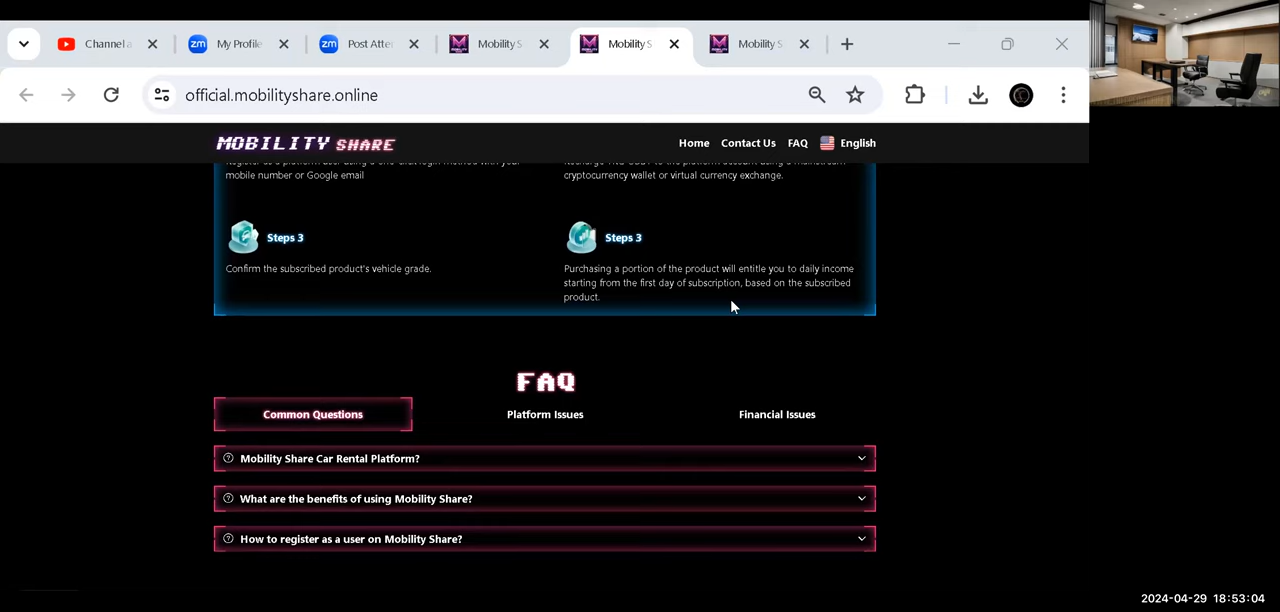 Channel a
My Profile
Post Atte
Mobility S
Mobility S
Mobility S
official.mobilityshare.online
MOBILITY SHARE
Home Contact Us FAQ English
mobile number or Google email
cryptocurrency wallet or virtual currency exchange.
Steps 3
Confirm the subscribed product's vehicle grade.
Steps 3
Purchasing a portion of the product will entitle you to daily income
starting from the first day of subscription, based on the subscribed
product.
FAQ
Common Questions Platform Issues Financial Issues
Mobility Share Car Rental Platform?
What are the benefits of using Mobility Share?
How to register as a user on Mobility Share?
2024-04-29 18:53:04